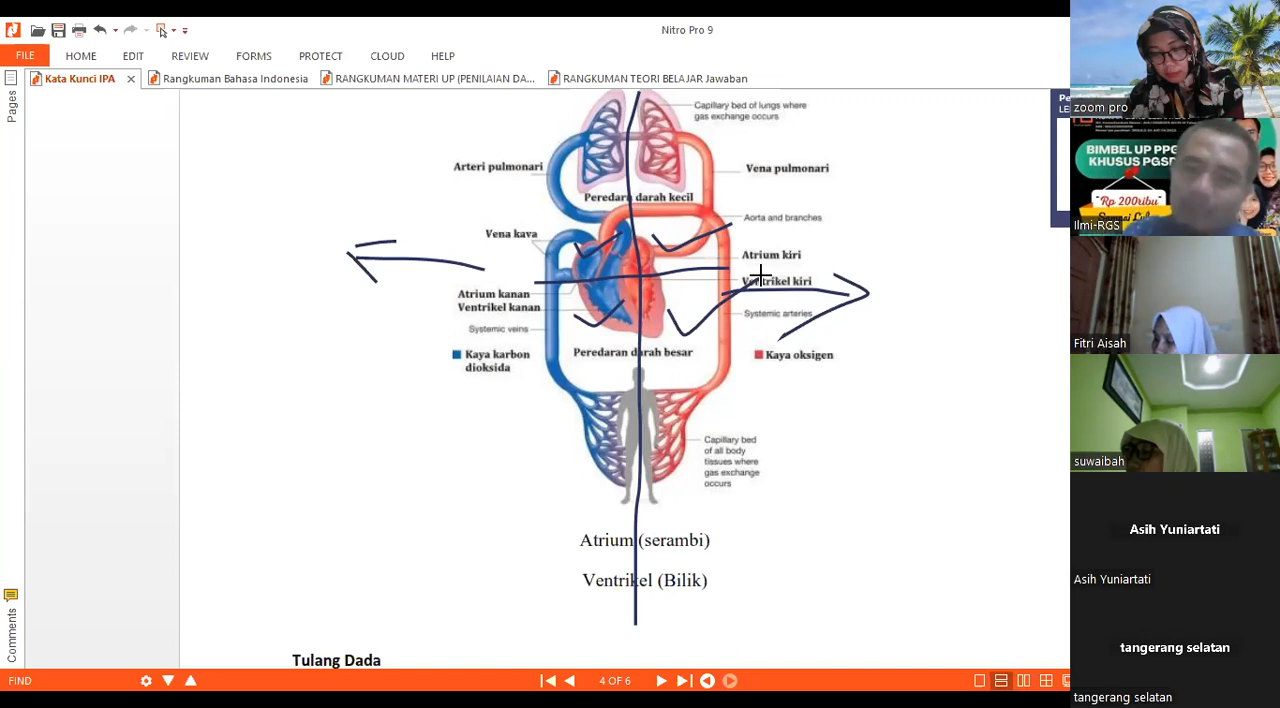 Nitro Pro 9
FILE
HOME
EDIT
REVIEW
FORMS
PROTECT
CLOUD
HELP
Kata Kunci IPA
Rangkuman Bahasa Indonesia
RANGKUMAN MATERI UP (PENILAIAN DA...
RANGKUMAN TEORI BELAJAR Jawaban
Pages
Comments
Capillary bed of lungs where
gas exchange occurs
Arteri pulmonari
Vena pulmonari
Peredarn darah kecil
Aorta and branches
Vena kava
Atrium kiri
Ventrikel kiri
Atrium kanan
Ventrikel kanan
Systemic arteries
Systemic veins
Peredaran darah besar
Kaya karbon
dioksida
Kaya oksigen
Capillary bed
of all body
tissues where
gas exchange
occurs
Atrium (serambi)
Ventrikel (Bilik)
Tulang Dada
FIND
4 OF 6
zoom pro
BIMBEL UP PPG
KHUSUS PGSD
Rp 200ribu
Ilmi-RGS
Fitri Aisah
suwaibah
Asih Yuniartati
Asih Yuniartati
tangerang selatan
tangerang selatan